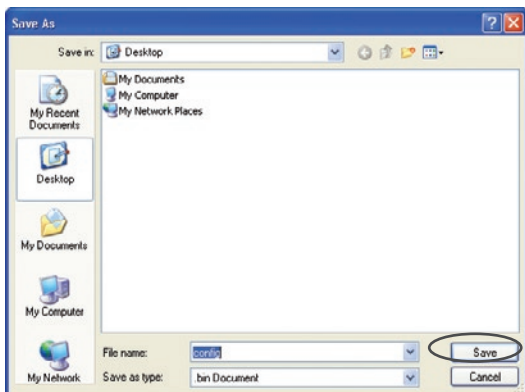 Save As
Save in: Desktop
My Documents
My Computer
My Network Places
My Recent
Documents
Desktop
My Documents
My Computer
My Network
File name: config
Save as type: .bin Document
Save
Cancel